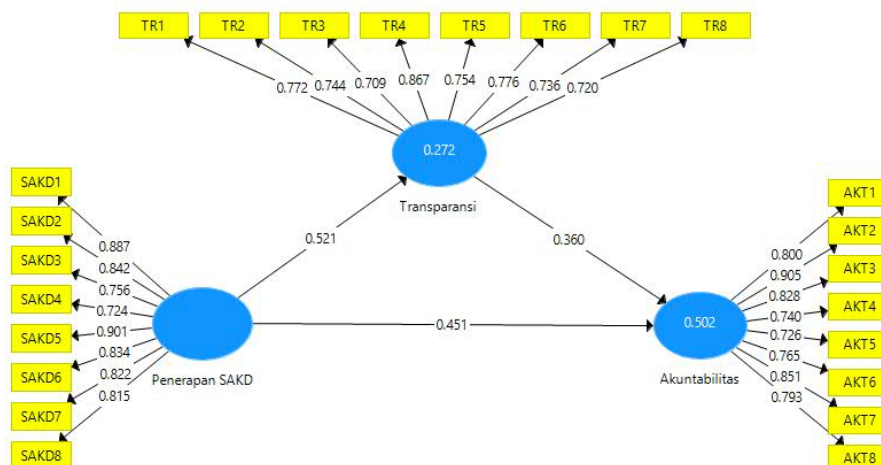 TR1
TR2
TR3
TR4
TR5
TR6
TR7
TR8
0.772
0.744
0.709
0.867
0.754
0.776
0.736
0.720
0.272
Transparansi
SAKD1
SAKD2
SAKD3
SAKD4
SAKD5
SAKD6
SAKD7
SAKD8
0.887
0.842
0.756
0.724
0.901
0.834
0.822
0.815
Penerapan SAKD
0.521
0.360
0.451
0.502
Akuntabilitas
0.800
0.905
0.828
0.740
0.726
0.765
0.851
0.793
AKT1
AKT2
AKT3
AKT4
AKT5
AKT6
AKT7
AKT8